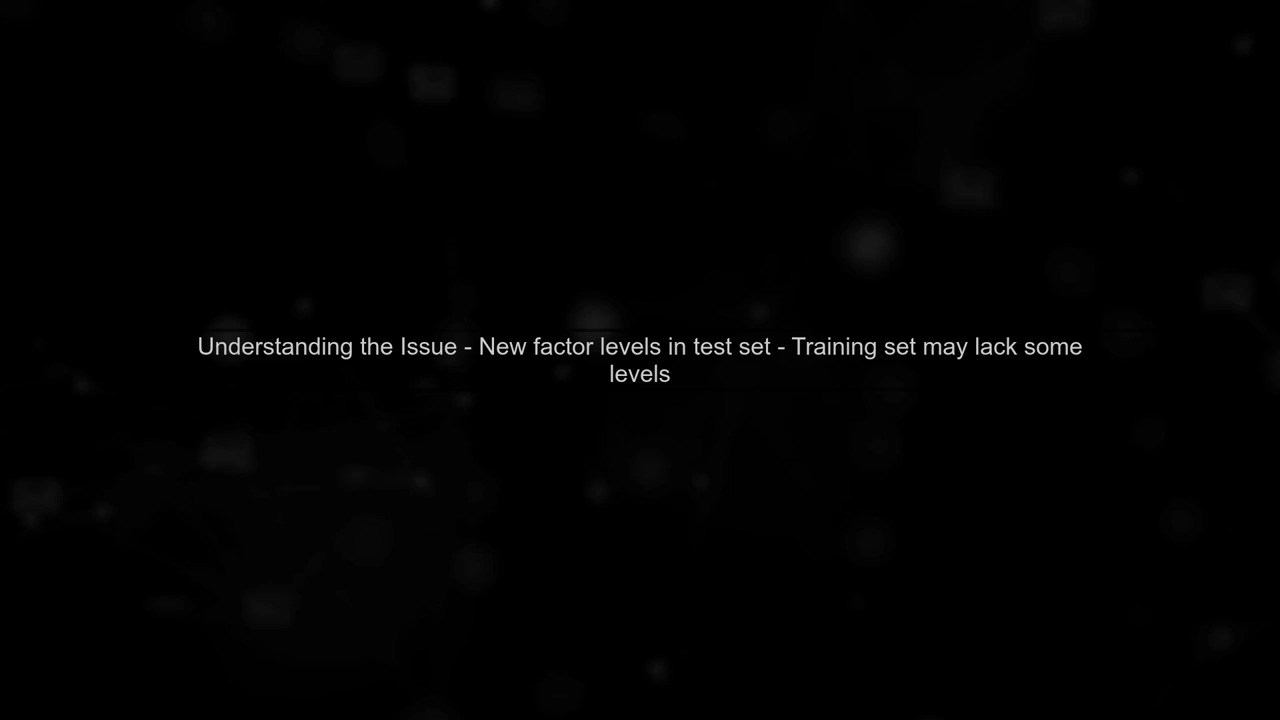 Understanding the Issue - New factor levels in test set - Training set may lack some
levels